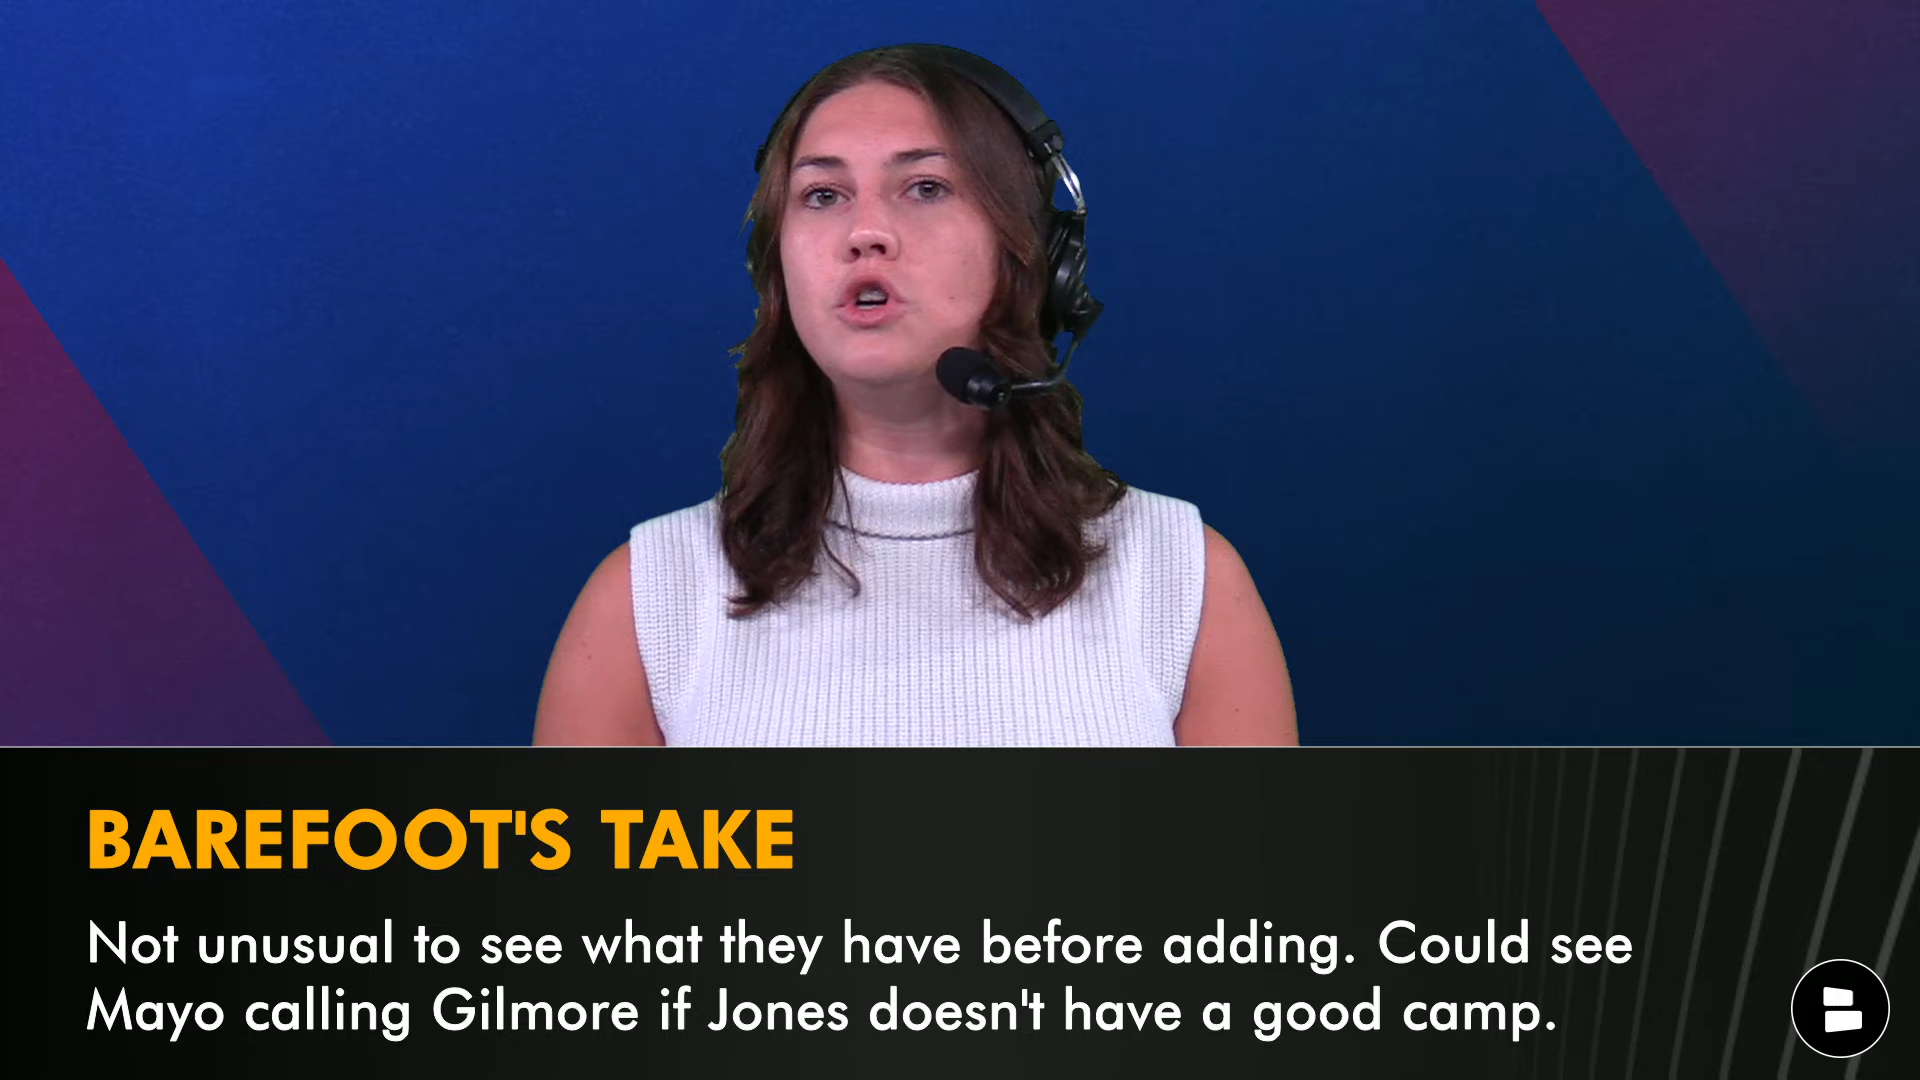 BAREFOOT'S TAKE
Not unusual to see what they have before adding. Could see
Mayo calling Gilmore if Jones doesn't have a good camp.